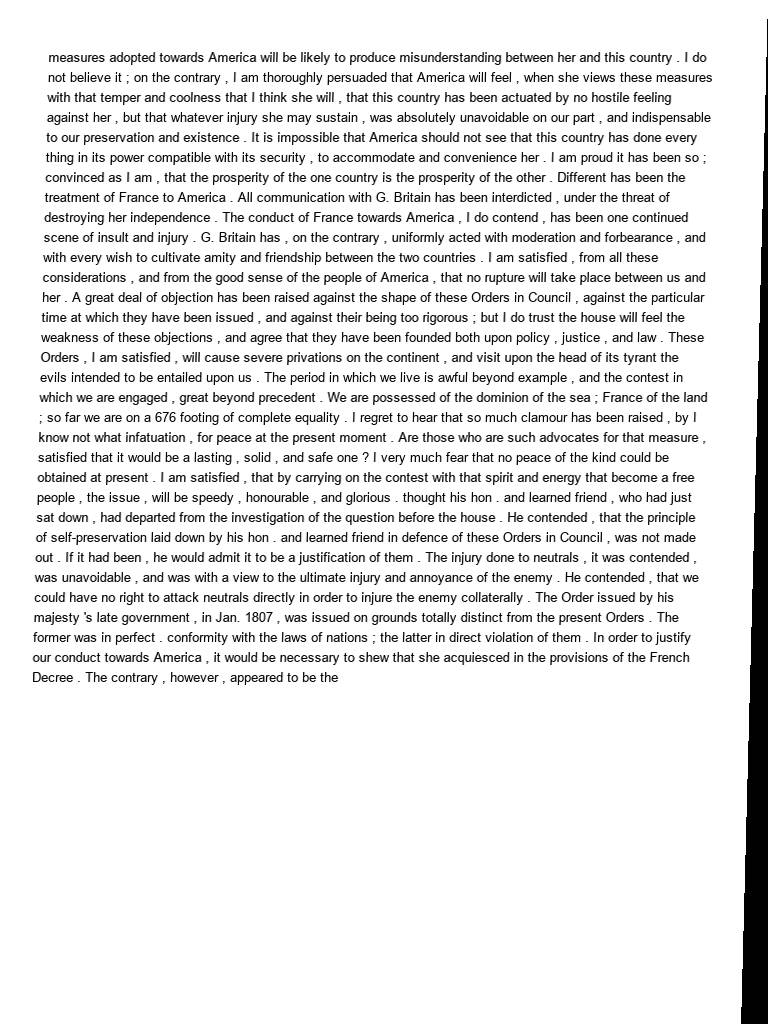 measures adopted towards America will be likely to produce misunderstanding between her and this country . I do
not believe it ; on the contrary , I am thoroughly persuaded that America will feel , when she views these measures
with that temper and coolness that I think she will , that this country has been actuated by no hostile feeling
against her , but that whatever injury she may sustain , was absolutely unavoidable on our part , and indispensable
to our preservation and existence . It is impossible that America should not see that this country has done every
thing in its power compatible with its security , to accommodate and convenience her . I am proud it has been so ;
convinced as I am , that the prosperity of the one country is the prosperity of the other . Different has been the
treatment of France to America . All communication with G. Britain has been interdicted , under the threat of
destroying her independence . The conduct of France towards America , I do contend , has been one continued
scene of insult and injury . G. Britain has , on the contrary , uniformly acted with moderation and forbearance , and
with every wish to cultivate amity and friendship between the two countries . I am satisfied , from all these
considerations , and from the good sense of the people of America , that no rupture will take place between us and
her . A great deal of objection has been raised against the shape of these Orders in Council , against the particular
time at which they have been issued , and against their being too rigorous ; but I do trust the house will feel the
weakness of these objections , and agree that they have been founded both upon policy , justice , and law . These
Orders , I am satisfied , will cause severe privations on the continent , and visit upon the head of its tyrant the
evils intended to be entailed upon us . The period in which we live is awful beyond example , and the contest in
which we are engaged , great beyond precedent . We are possessed of the dominion of the sea ; France of the land
; so far we are on a 676 footing of complete equality . I regret to hear that so much clamour has been raised , by I
know not what infatuation , for peace at the present moment . Are those who are such advocates for that measure ,
satisfied that it would be a lasting , solid , and safe one ? I very much fear that no peace of the kind could be
obtained at present . I am satisfied , that by carrying on the contest with that spirit and energy that become a free
people , the issue , will be speedy , honourable , and glorious . thought his hon . and learned friend , who had just
sat down , had departed from the investigation of the question before the house . He contended , that the principle
of self-preservation laid down by his hon . and learned friend in defence of these Orders in Council , was not made
out . If it had been , he would admit it to be a justification of them . The injury done to neutrals , it was contended ,
was unavoidable , and was with a view to the ultimate injury and annoyance of the enemy . He contended , that we
could have no right to attack neutrals directly in order to injure the enemy collaterally . The Order issued by his
majesty 's late government , in Jan. 1807 , was issued on grounds totally distinct from the present Orders . The
former was in perfect . conformity with the laws of nations ; the latter in direct violation of them . In order to justify
our conduct towards America , it would be necessary to shew that she acquiesced in the provisions of the French
Decree . The contrary , however , appeared to be the